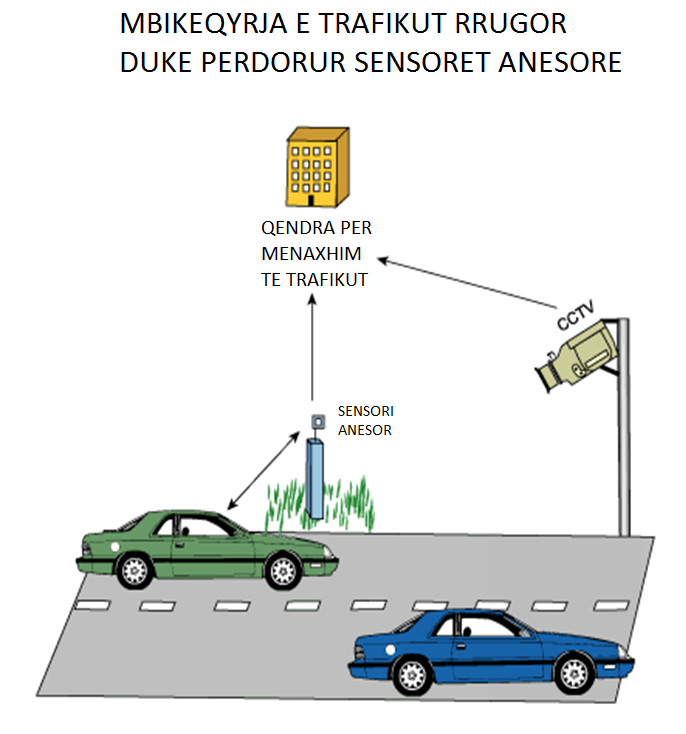 MBIKEQYRJA E TRAFIKUT RRUGOR
DUKE PERDORUR SENSORET ANESORE
QENDRA PER
MENAXHIM
TE TRAFIKUT
CCTV
SENSORI
ANESOR